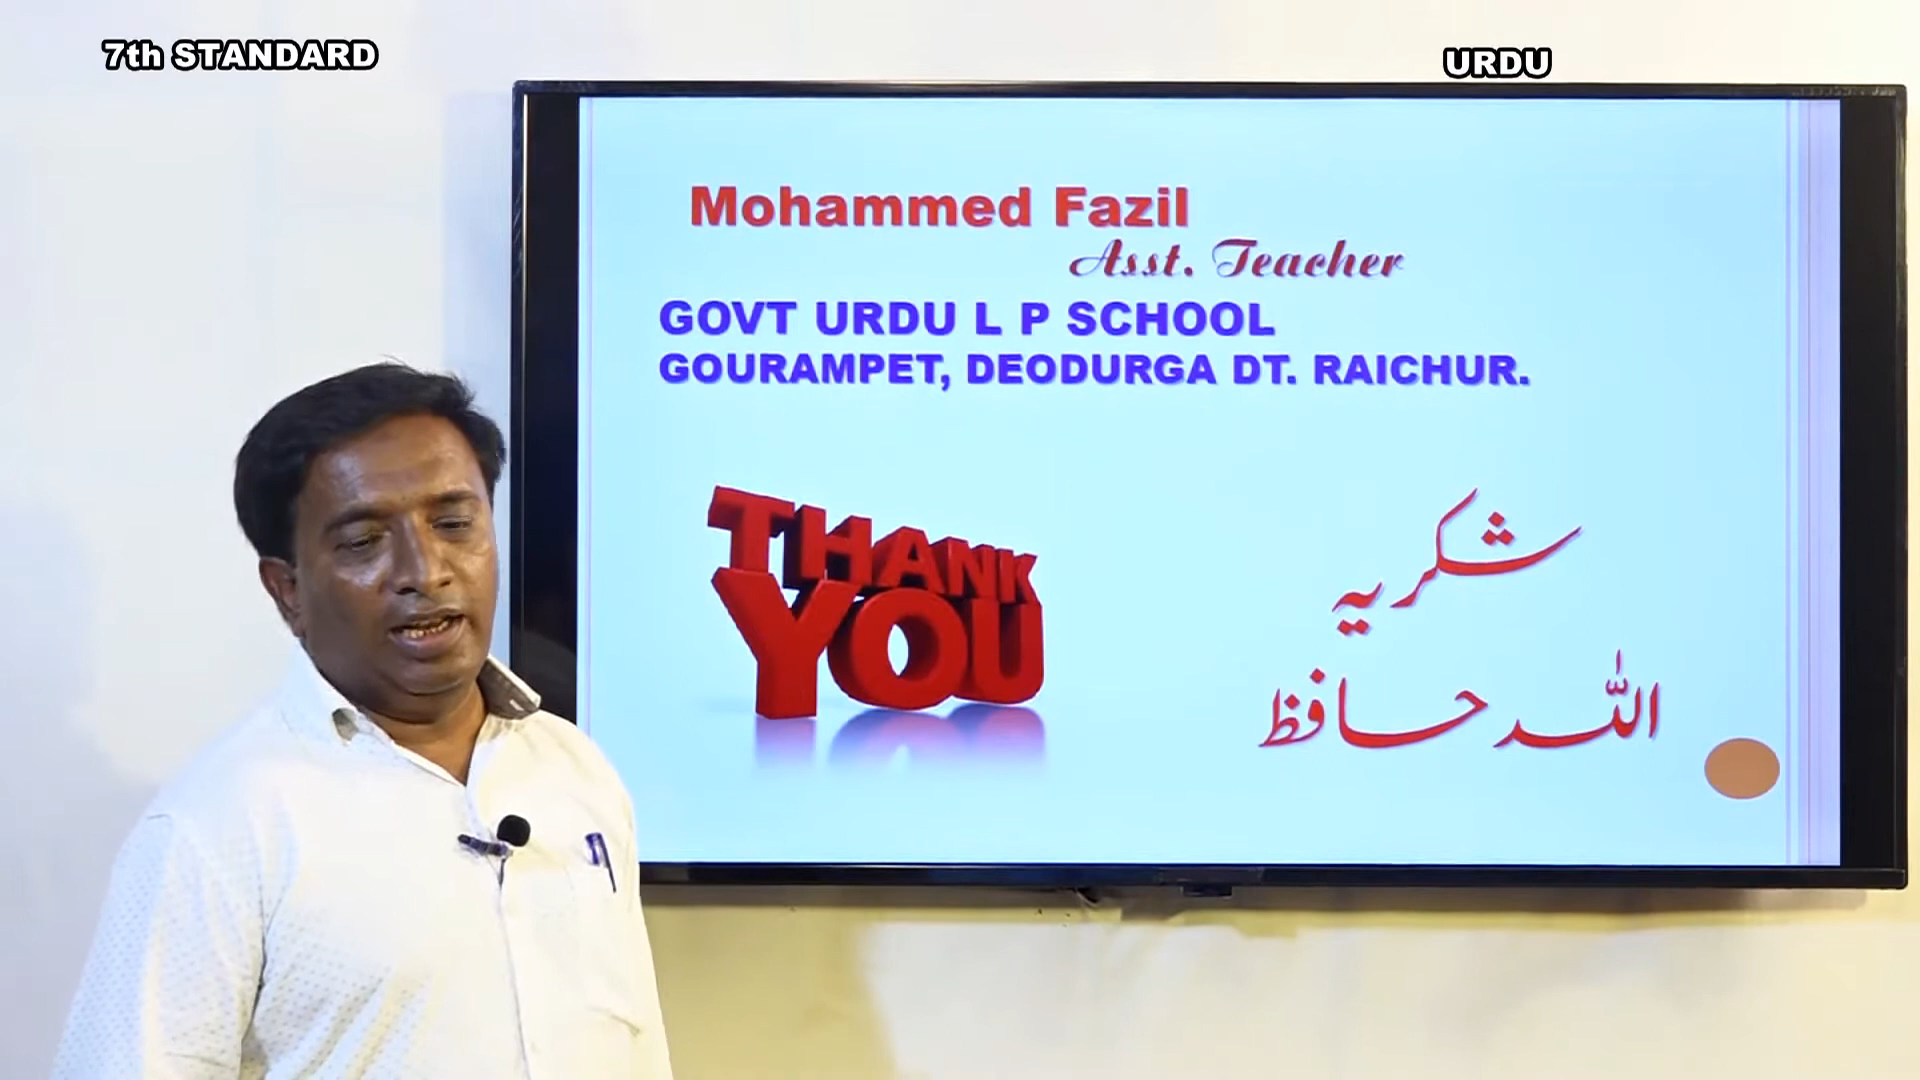 7th STANDARD
URDU
Mohammed Fazil
Asst. Teacher
GOVT URDU L P SCHOOL
GOURAMPET, DEODURGA DT. RAICHUR.
THANK
YOU
شکریہ
اللہ حافظ